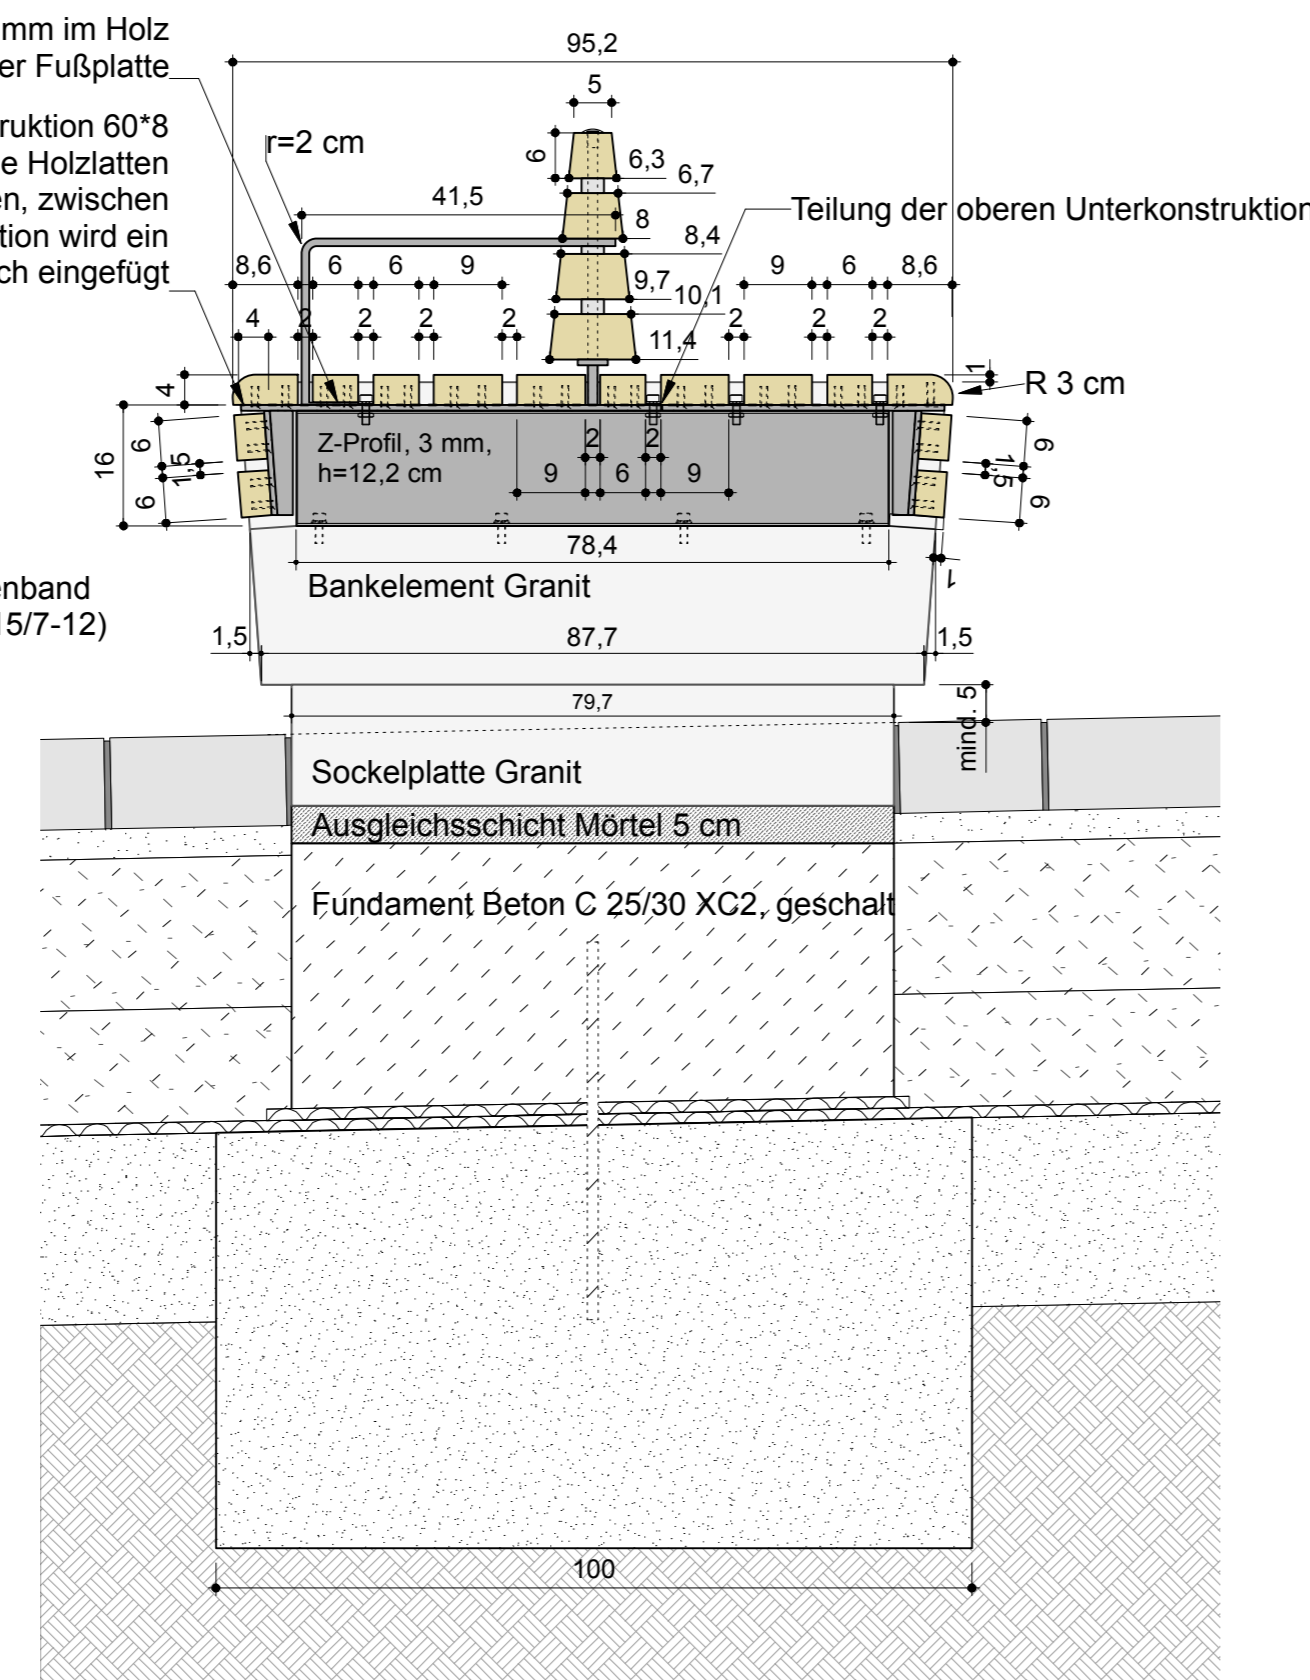 mm im Holz
er Fußplatte
ruktion 60*8
e Holzlatten
en, zwischen
tion wird ein
ch eingefügt
95,2
5
r=2 cm
6
6,3
6,7
41,5
8
Teilung der oberen Unterkonstruktion
8,4
8,6
6
6
9
9,7
10,1
9
6
8,6
4
2
2
2
2
11,4
2
2
2
4
1
R 3 cm
16
6
1,5
6
Z-Profil, 3 mm,
h=12,2 cm
2
2
9
6
9
6
1,5
6
78,4
1
Bankelement Granit
enband
15/7-12)
1,5
87,7
1,5
79,7
mind. 5
Sockelplatte Granit
Ausgleichsschicht Mörtel 5 cm
Fundament Beton C 25/30 XC2, geschalt
100